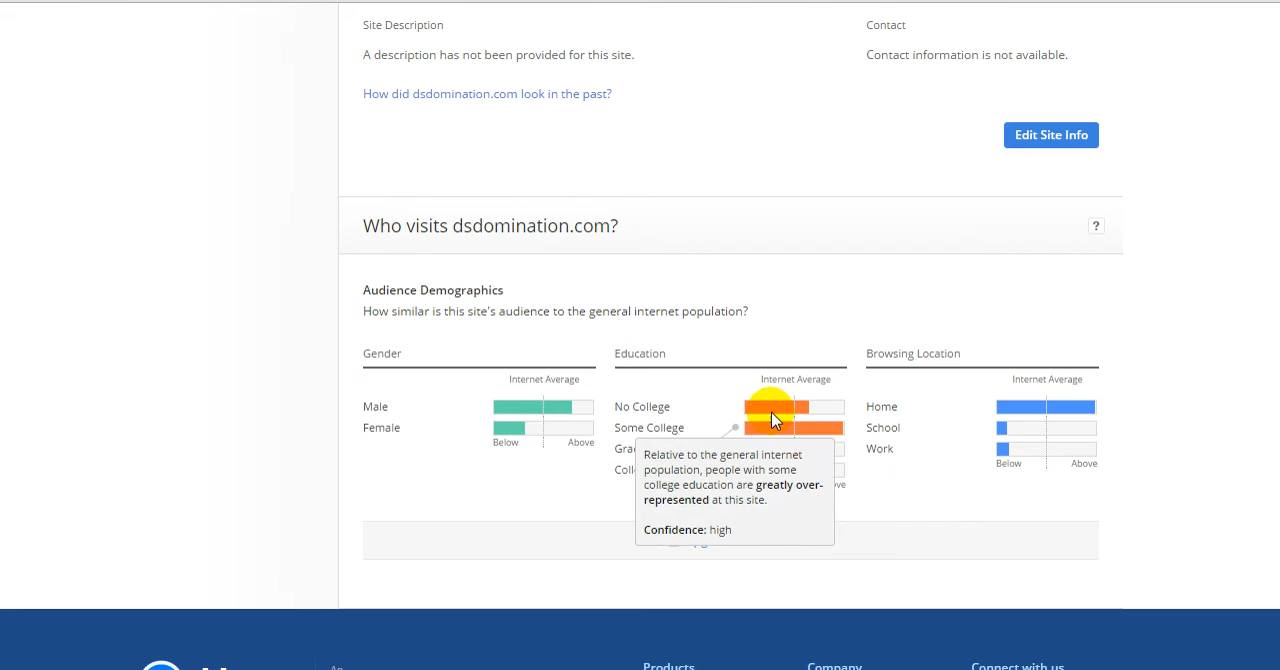 Site Description
Contact
A description has not been provided for this site.
Contact information is not available.
How did dsdomination.com look in the past?
Edit Site Info
Who visits dsdomination.com?
?
Audience Demographics
How similar is this site's audience to the general internet population?
Gender
Internet Average
Male
Female
Below Above
Education
Internet Average
No College
Some College
Relative to the general internet
population, people with some
college education are greatly over-
represented at this site.
Confidence: high
Browsing Location
Internet Average
Home
School
Work
Below Above
Products
Company
Connect with us